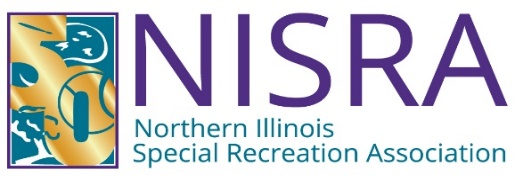 NISRA
Northern Illinois
Special Recreation Association